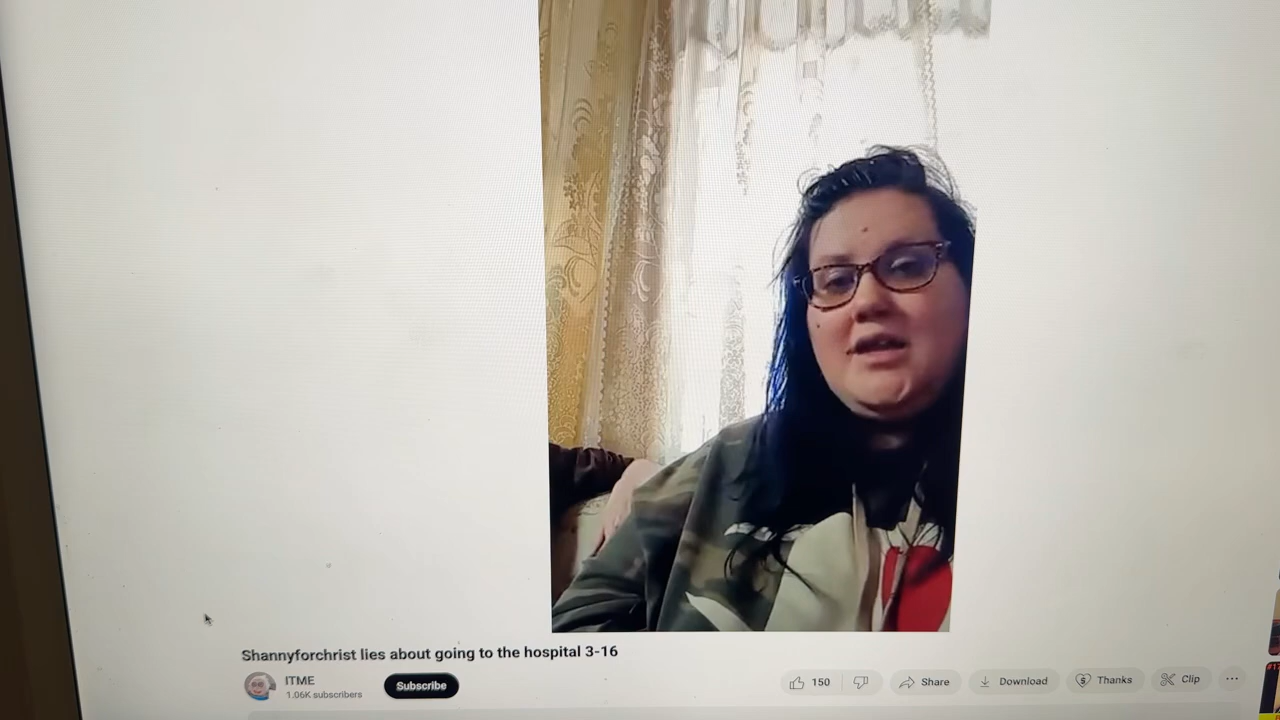 Shannyforchrist lies about going to the hospital 3-16
ITME
1.06K subscribers
Subscribe
150
Share
Download
Thanks
Clip